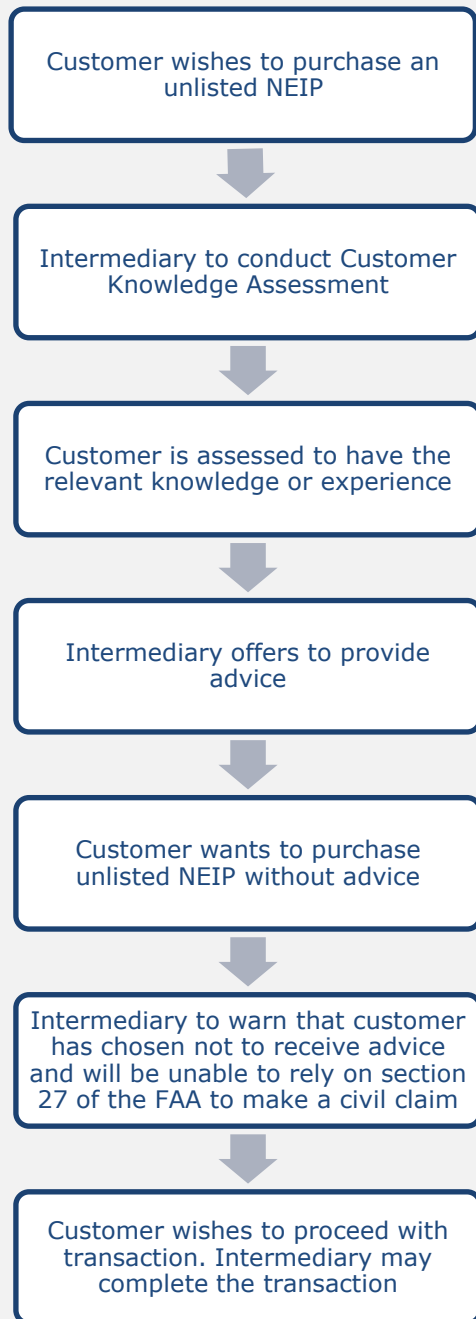 Customer wishes to purchase an
unlisted NEIP
Intermediary to conduct Customer
Knowledge Assessment
Customer is assessed to have the
relevant knowledge or experience
Intermediary offers to provide
advice
Customer wants to purchase
unlisted NEIP without advice
Intermediary to warn that customer
has chosen not to receive advice
and will be unable to rely on section
27 of the FAA to make a civil claim
Customer wishes to proceed with
transaction. Intermediary may
complete the transaction